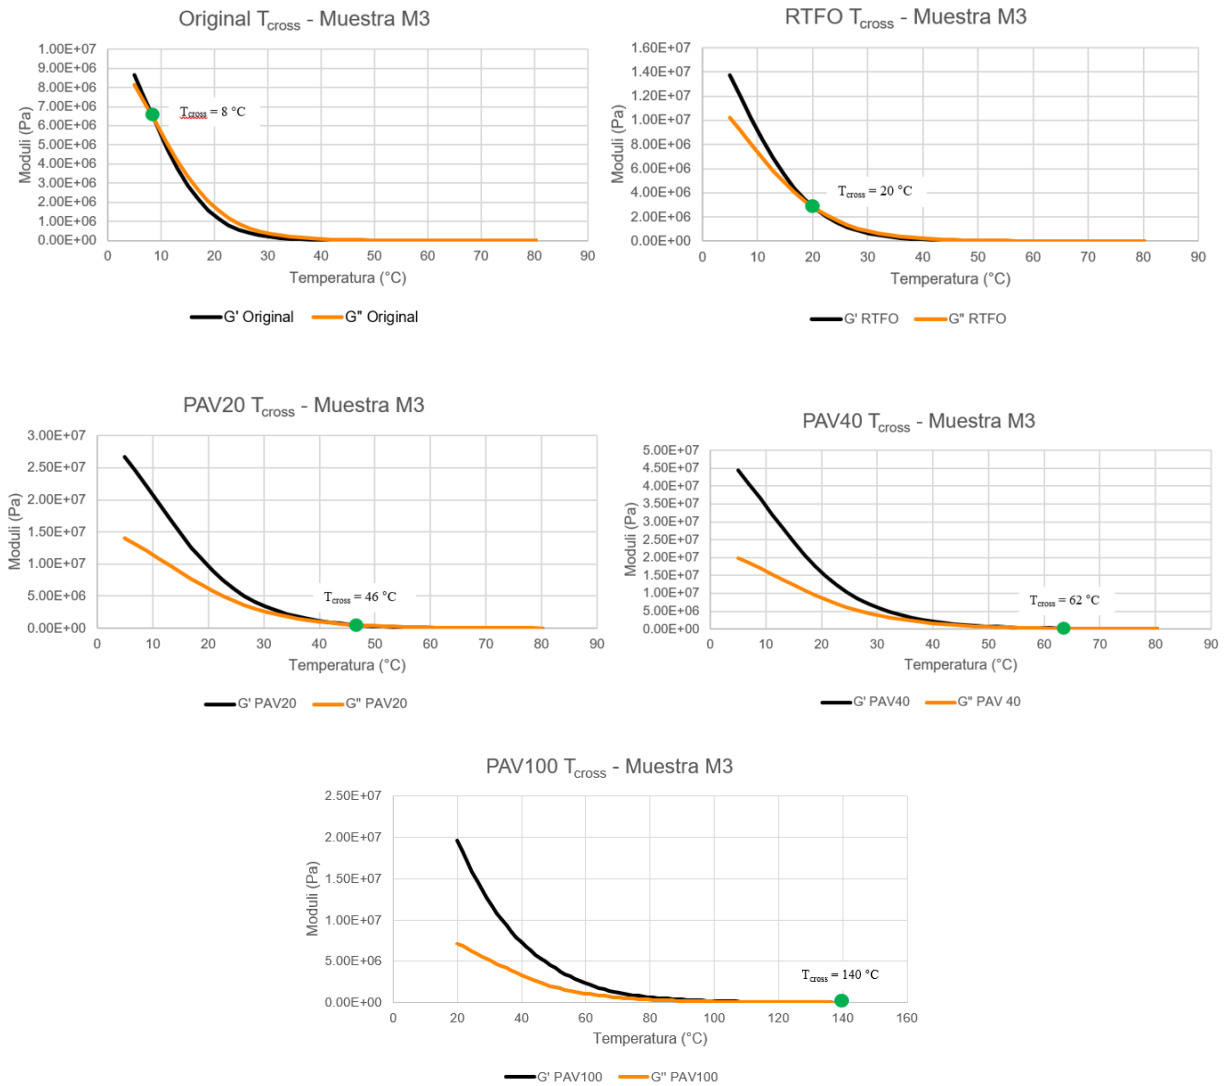 Original Tcross - Muestra M3
1.00E+07
9.00E+06
8.00E+06
7.00E+06
6.00E+06
5.00E+06
4.00E+06
3.00E+06
2.00E+06
1.00E+06
0.00E+00
Moduli (Pa)
Tcross = 8 °C
0 10 20 30 40 50 60 70 80 90
Temperatura (°C)
G' Original G" Original
RTFO Tcross - Muestra M3
1.60E+07
1.40E+07
1.20E+07
1.00E+07
8.00E+06
6.00E+06
4.00E+06
2.00E+06
0.00E+00
Moduli (Pa)
Tcross = 20 °C
0 10 20 30 40 50 60 70 80 90
Temperatura (°C)
G' RTFO G" RTFO
PAV20 Tcross - Muestra M3
3.00E+07
2.50E+07
2.00E+07
1.50E+07
1.00E+07
5.00E+06
0.00E+00
Moduli (Pa)
Tcross = 46 °C
0 10 20 30 40 50 60 70 80 90
Temperatura (°C)
G' PAV20 G" PAV20
PAV40 Tcross - Muestra M3
5.00E+07
4.50E+07
4.00E+07
3.50E+07
3.00E+07
2.50E+07
2.00E+07
1.50E+07
1.00E+07
5.00E+06
0.00E+00
Moduli (Pa)
Tcross = 62 °C
0 10 20 30 40 50 60 70 80 90
Temperatura (°C)
G' PAV40 G" PAV 40
PAV100 Tcross - Muestra M3
2.50E+07
2.00E+07
1.50E+07
1.00E+07
5.00E+06
0.00E+00
Moduli (Pa)
Tcross = 140 °C
0 20 40 60 80 100 120 140 160
Temperatura (°C)
G' PAV100 G" PAV100